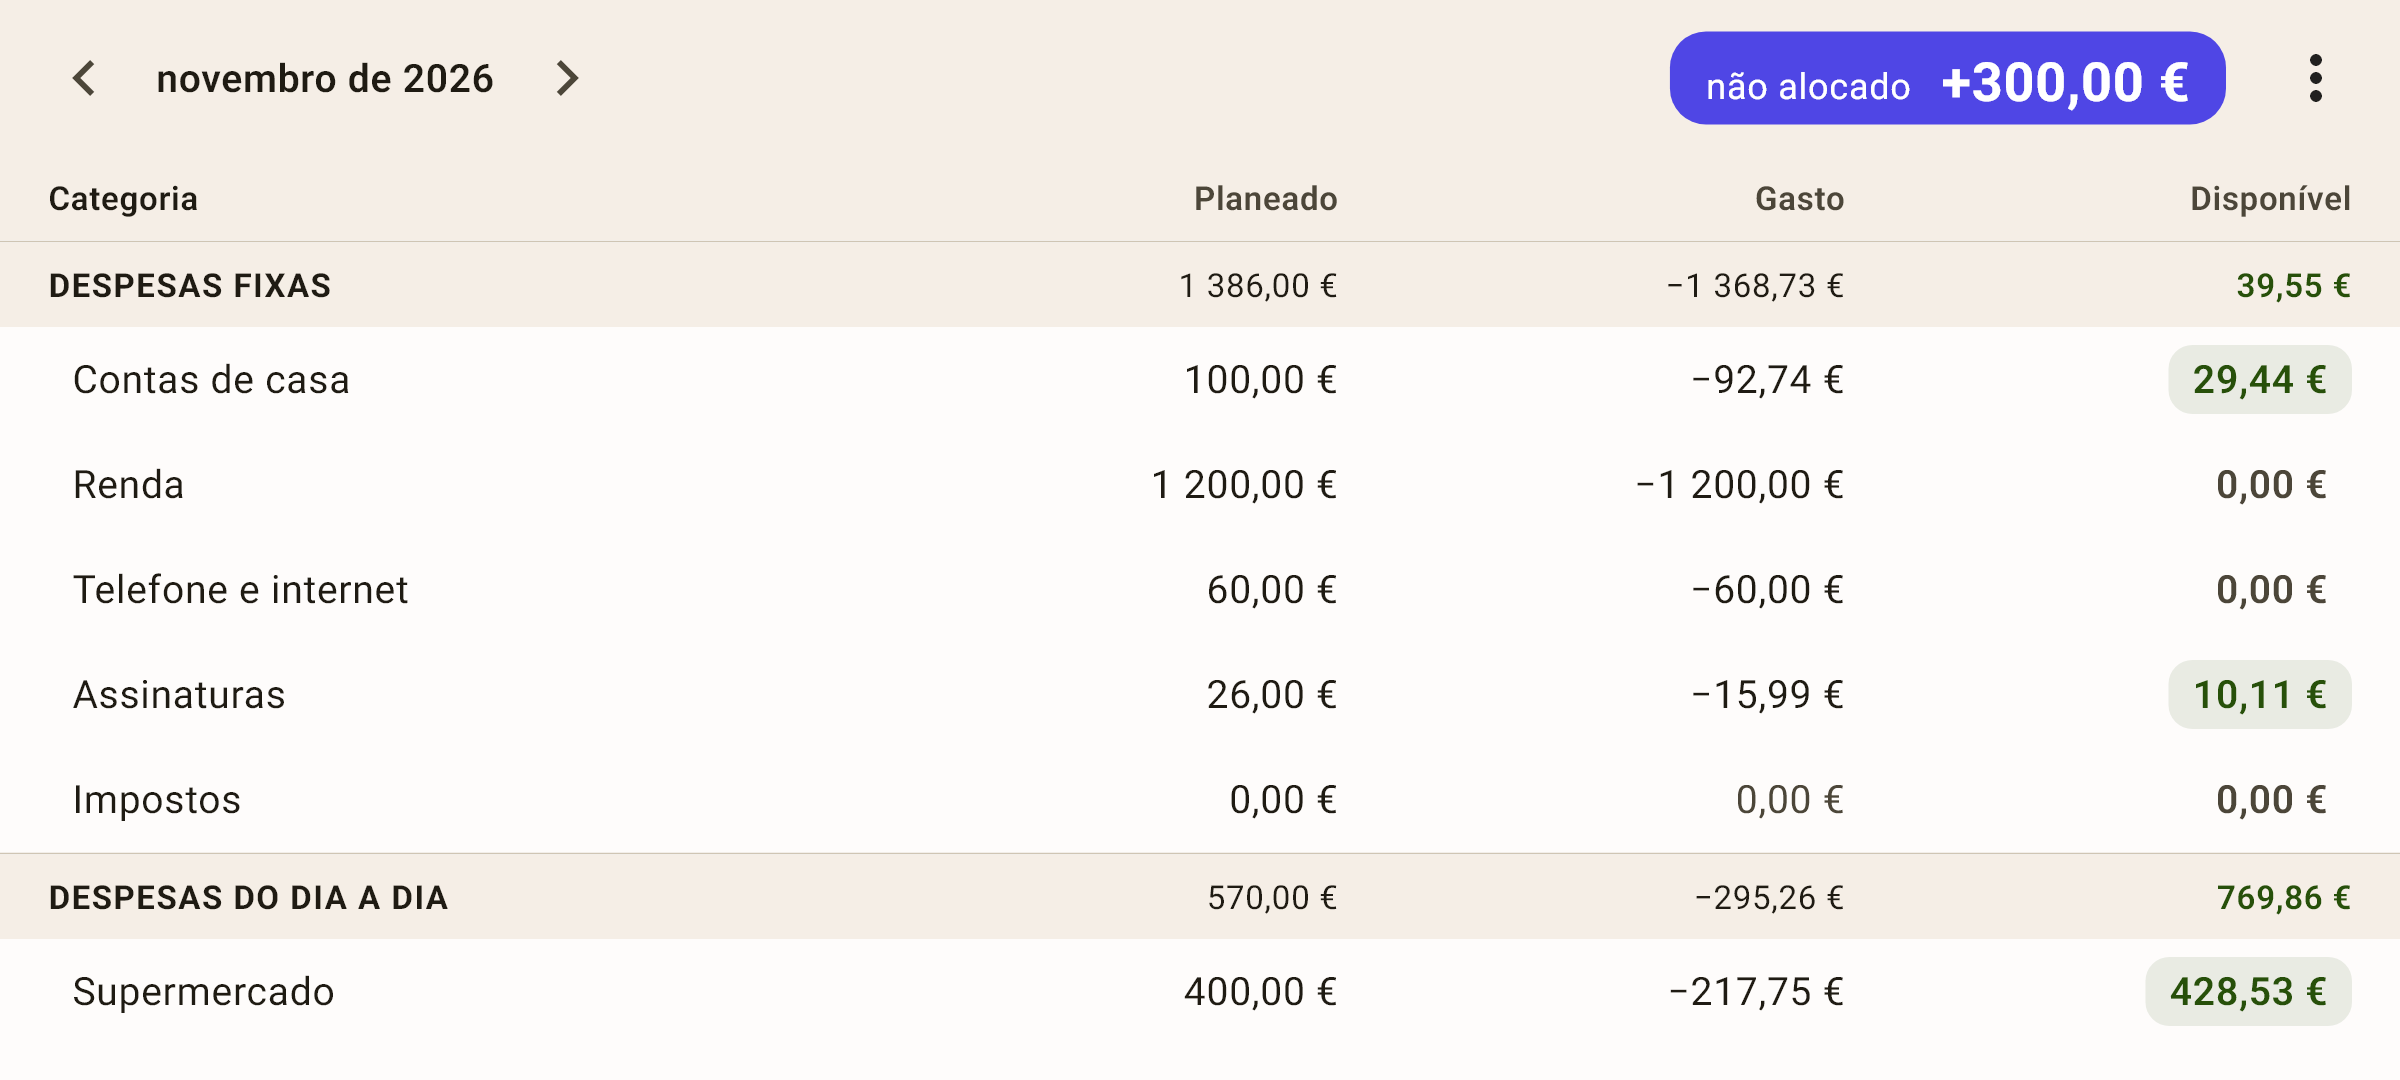 novembro de 2026 não alocado +300,00 €
Categoria Planeado Gasto Disponível
DESPESAS FIXAS 1 386,00 € −1 368,73 € 39,55 €
Contas de casa 100,00 € −92,74 € 29,44 €
Renda 1 200,00 € −1 200,00 € 0,00 €
Telefone e internet 60,00 € −60,00 € 0,00 €
Assinaturas 26,00 € −15,99 € 10,11 €
Impostos 0,00 € 0,00 € 0,00 €
DESPESAS DO DIA A DIA 570,00 € −295,26 € 769,86 €
Supermercado 400,00 € −217,75 € 428,53 €